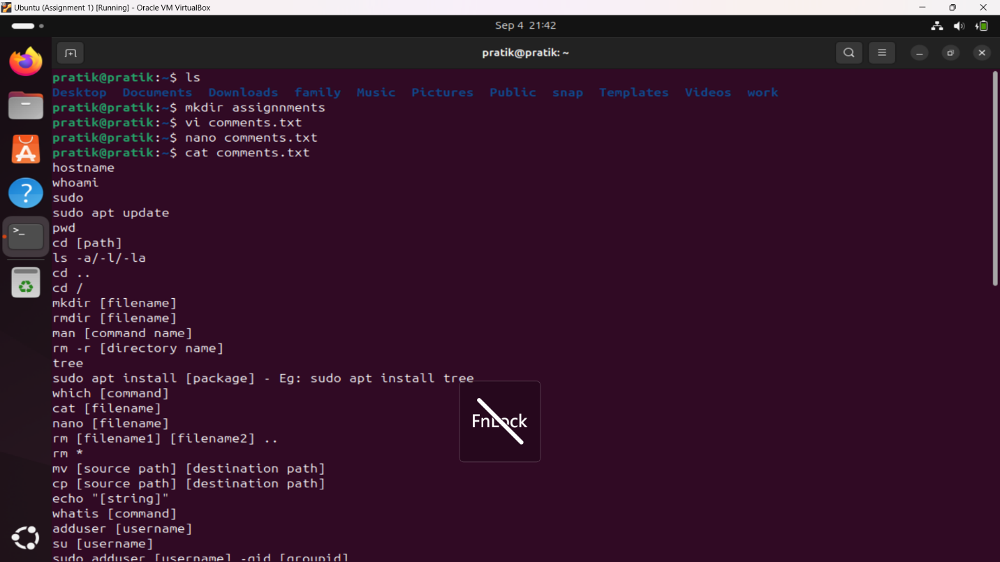 Ubuntu (Assignment 1) [Running] - Oracle VM VirtualBox
Sep 4 21:42
pratik@pratik: ~
pratik@pratik:~$ ls
Desktop Documents Downloads family Music Pictures Public snap Templates Videos work
pratik@pratik:~$ mkdir assignnments
pratik@pratik:~$ vi comments.txt
pratik@pratik:~$ nano comments.txt
pratik@pratik:~$ cat comments.txt
hostname
whoami
sudo
sudo apt update
pwd
cd [path]
ls -a/-l/-la
cd ..
cd /
mkdir [filename]
rmdir [filename]
man [command name]
rm -r [directory name]
tree
sudo apt install [package] - Eg: sudo apt install tree
which [command]
cat [filename]
nano [filename]
FnLock
rm [filename1] [filename2] ..
rm *
mv [source path] [destination path]
cp [source path] [destination path]
echo "[string]"
whatis [command]
adduser [username]
su [username]
sudo adduser [username] -gid [groupid]